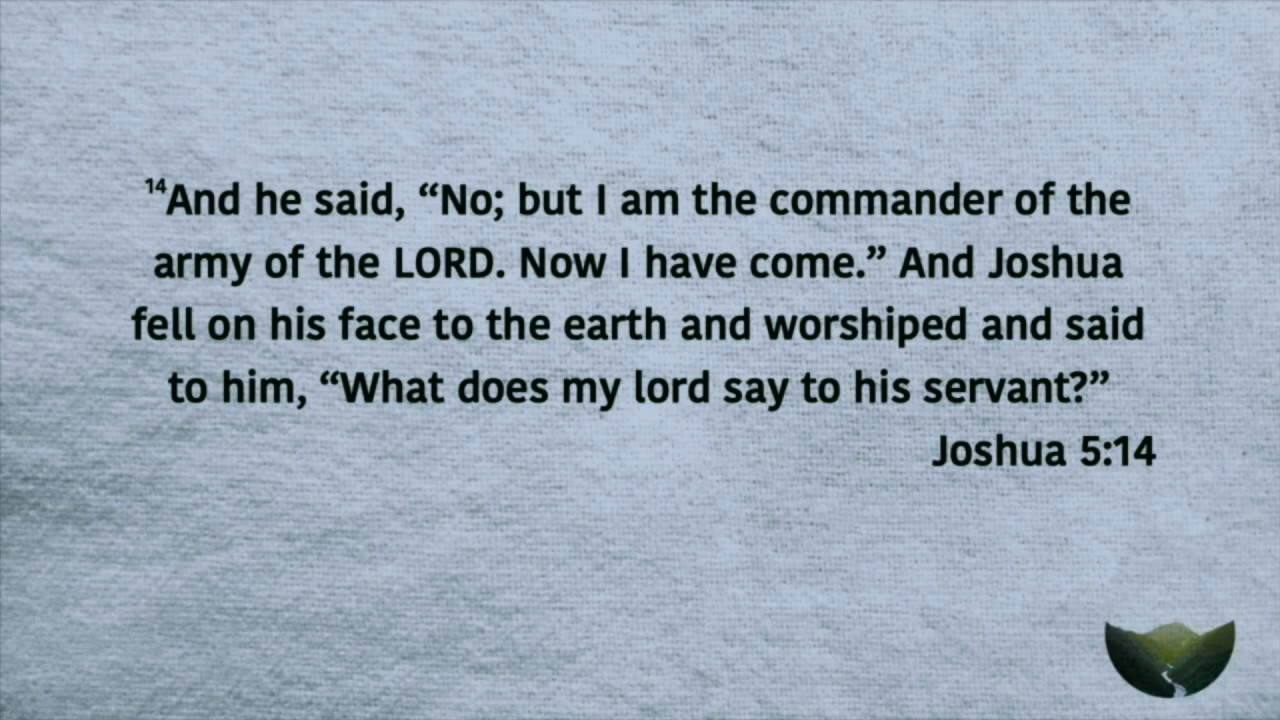 ¹⁴And he said, “No; but I am the commander of the
army of the LORD. Now I have come.” And Joshua
fell on his face to the earth and worshiped and said
to him, “What does my lord say to his servant?”
Joshua 5:14